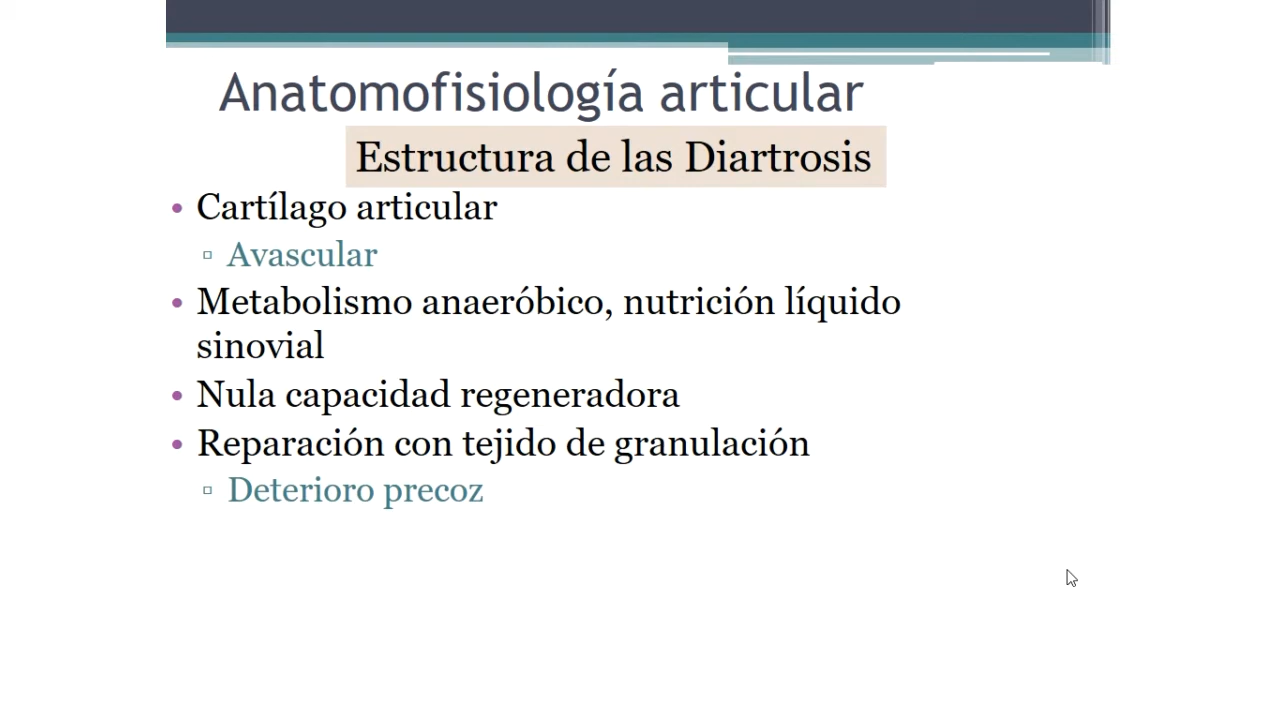 Anatomofisiología articular
Estructura de las Diartrosis
• Cartílago articular
▫ Avascular
• Metabolismo anaeróbico, nutrición líquido
sinovial
• Nula capacidad regeneradora
• Reparación con tejido de granulación
▫ Deterioro precoz